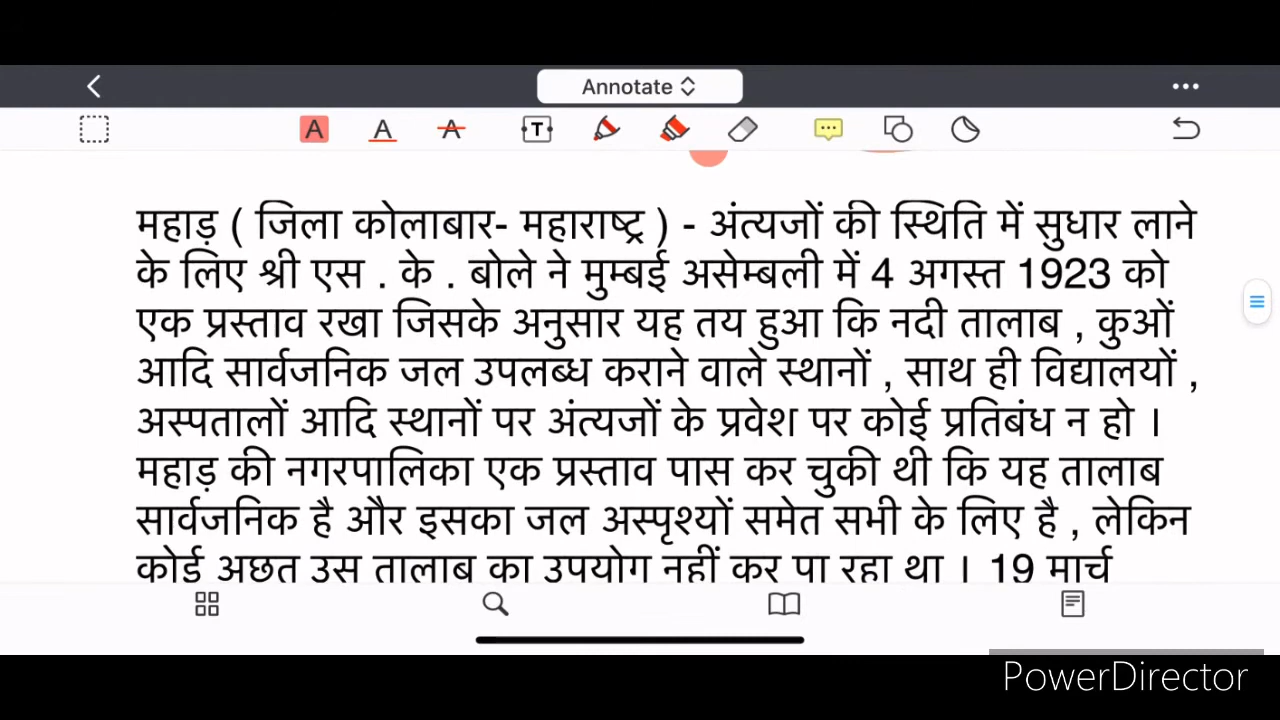 Annotate
A A A T
महाड़ ( जिला कोलाबार- महाराष्ट्र ) - अंत्यजों की स्थिति में सुधार लाने
के लिए श्री एस . के . बोले ने मुम्बई असेम्बली में 4 अगस्त 1923 को
एक प्रस्ताव रखा जिसके अनुसार यह तय हुआ कि नदी तालाब , कुओं
आदि सार्वजनिक जल उपलब्ध कराने वाले स्थानों , साथ ही विद्यालयों ,
अस्पतालों आदि स्थानों पर अंत्यजों के प्रवेश पर कोई प्रतिबंध न हो ।
महाड़ की नगरपालिका एक प्रस्ताव पास कर चुकी थी कि यह तालाब
सार्वजनिक है और इसका जल अस्पृश्यों समेत सभी के लिए है , लेकिन
कोई अछूत उस तालाब का उपयोग नहीं कर पा रहा था । 19 मार्च
PowerDirector